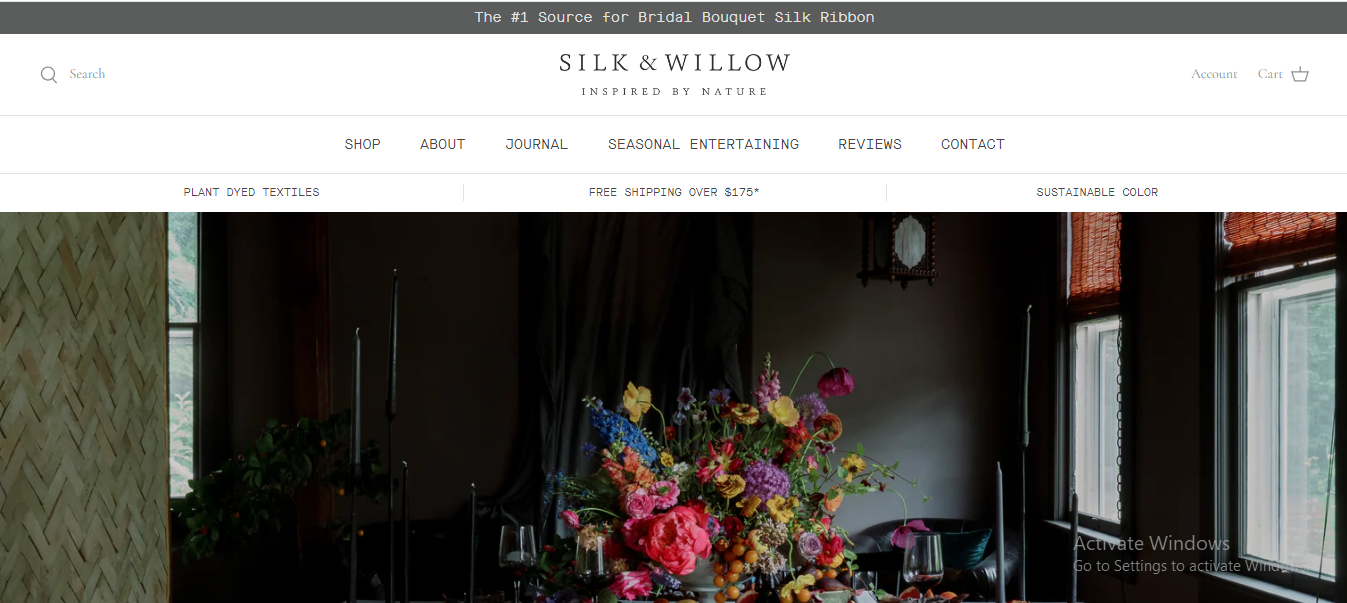 The #1 Source for Bridal Bouquet Silk Ribbon
Search
SILK & WILLOW
INSPIRED BY NATURE
Account
Cart
SHOP
ABOUT
JOURNAL
SEASONAL ENTERTAINING
REVIEWS
CONTACT
PLANT DYED TEXTILES
FREE SHIPPING OVER $175*
SUSTAINABLE COLOR
Activate Windows
Go to Settings to activate Windows.